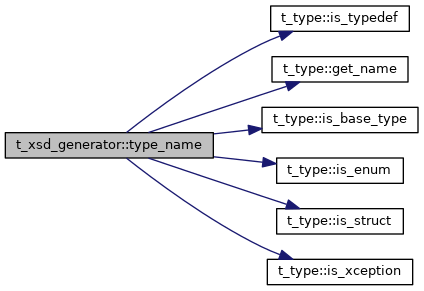 t_type::is_typedef
t_type::get_name
t_type::is_base_type
t_xsd_generator::type_name
t_type::is_enum
t_type::is_struct
t_type::is_xception